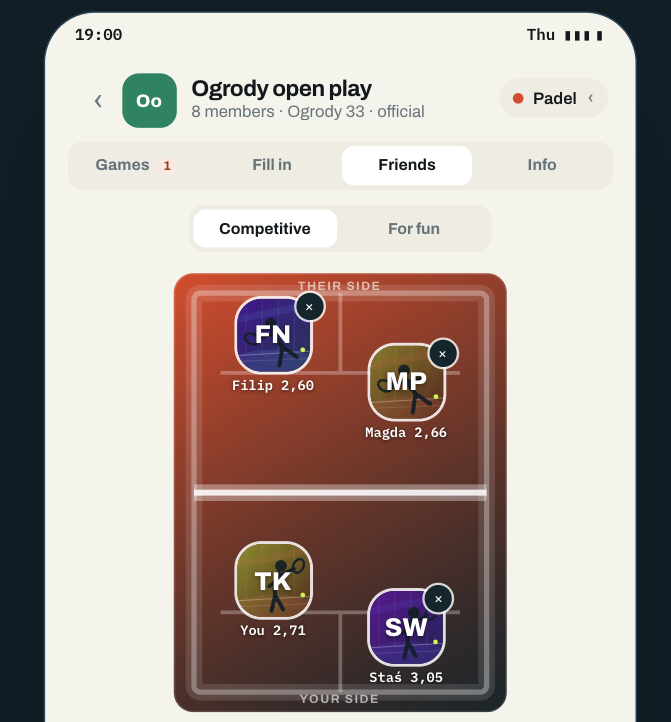 19:00 Thu
Oo
Ogrody open play
8 members · Ogrody 33 · official
Padel
Games 1 Fill in Friends Info
Competitive For fun
THEIR SIDE
FN ×
Filip 2,60
MP ×
Magda 2,66
TK
You 2,71
SW ×
Staś 3,05
YOUR SIDE